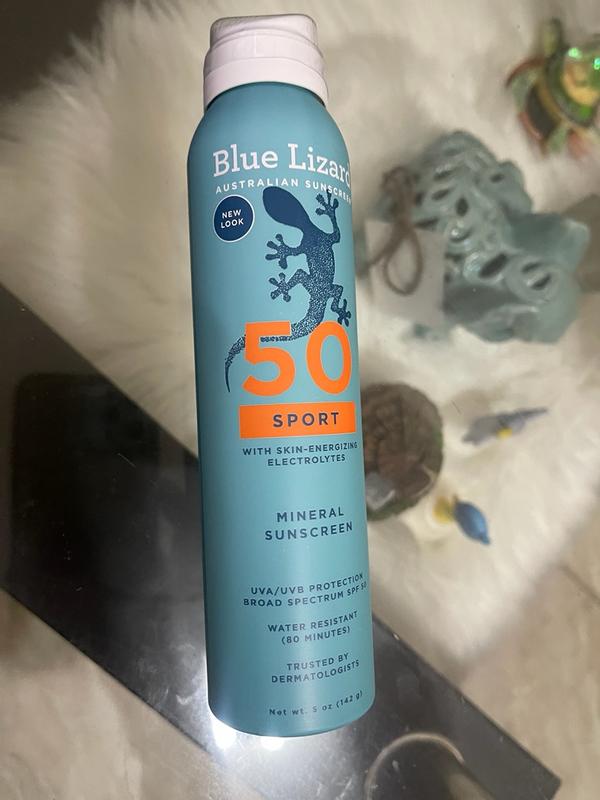 Blue Lizard
AUSTRALIAN SUNSCREEN
NEW
LOOK
50
SPORT
WITH SKIN-ENERGIZING
ELECTROLYTES
MINERAL
SUNSCREEN
UVA/UVB PROTECTION
BROAD SPECTRUM SPF 50
WATER RESISTANT
(80 MINUTES)
TRUSTED BY
DERMATOLOGISTS
Net wt. 5 oz (142 g)